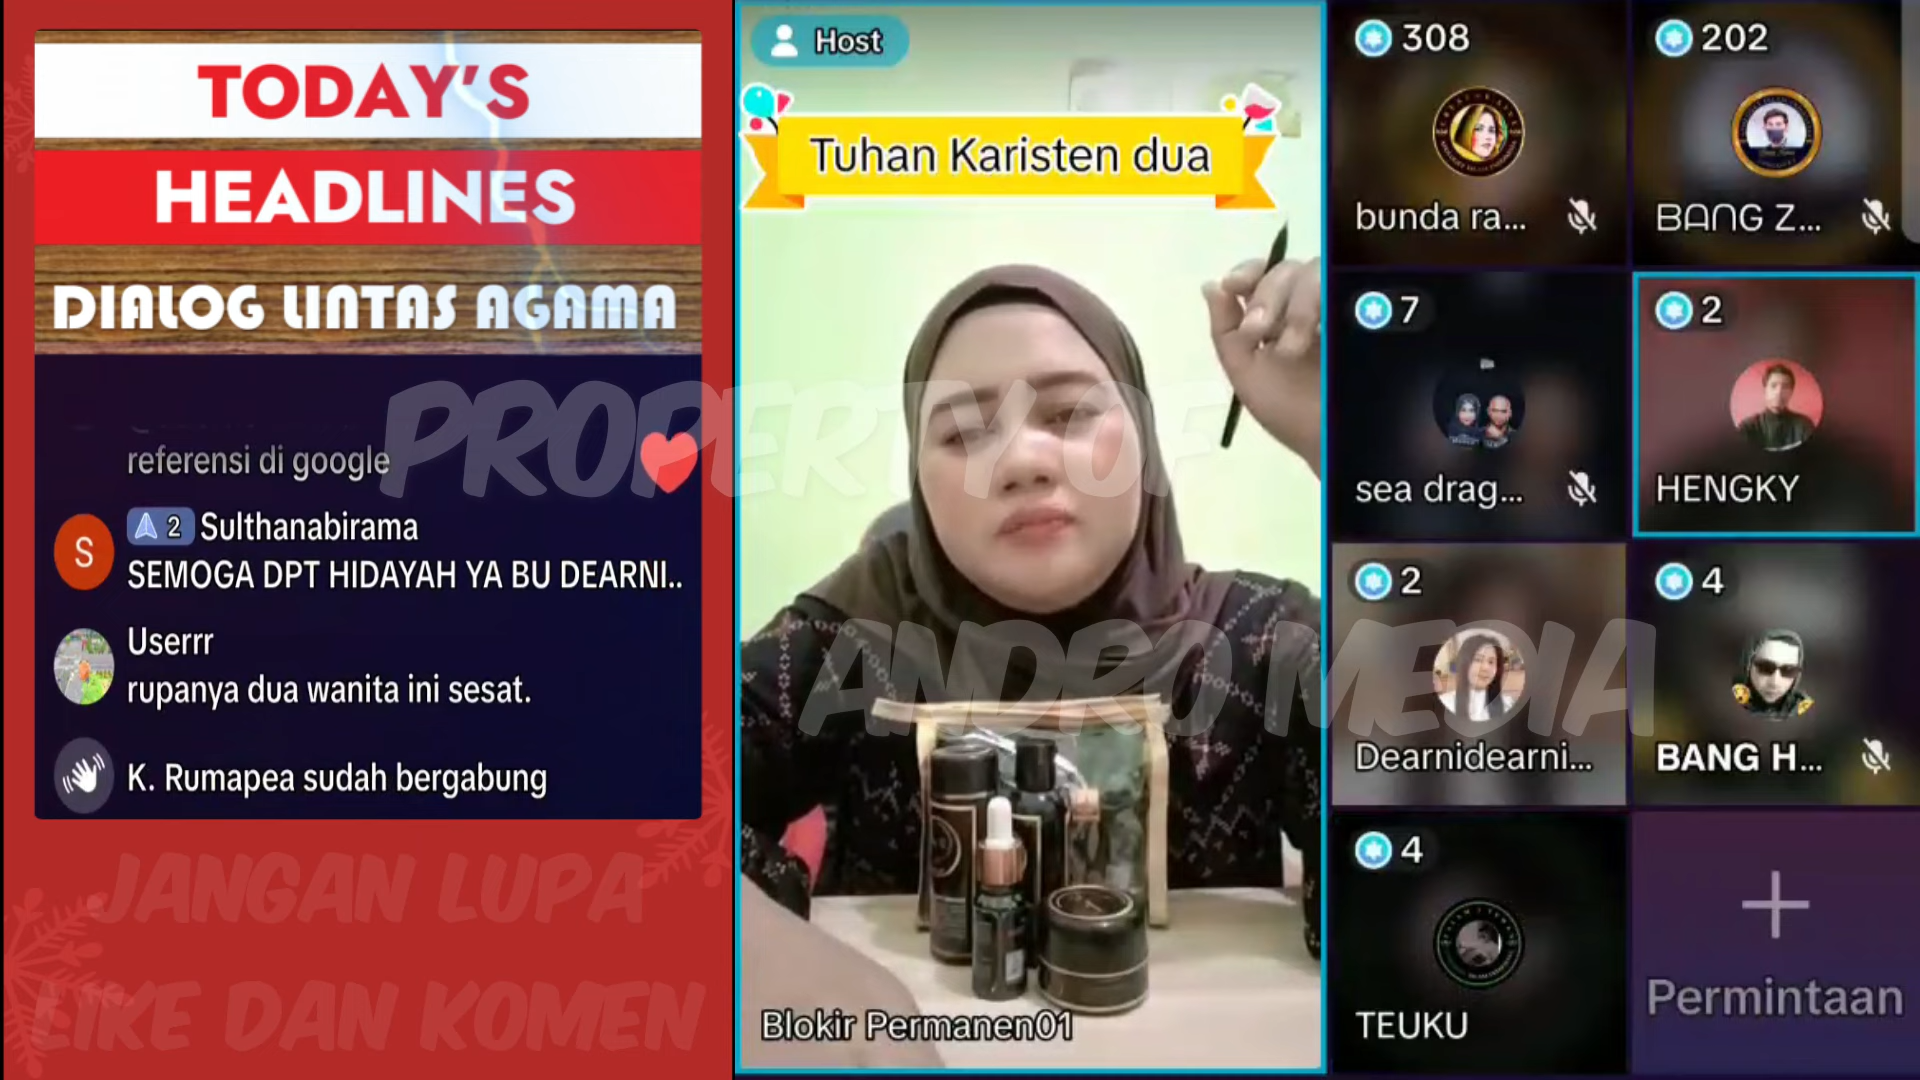 TODAY'S
HEADLINES
DIALOG LINTAS AGAMA
referensi di google
S
2 Sulthanabirama
SEMOGA DPT HIDAYAH YA BU DEARNI..
Userrr
rupanya dua wanita ini sesat.
K. Rumapea sudah bergabung
JANGAN LUPA
LIKE DAN KOMEN
PROPERTY OF
ANDRO MEDIA
Host
Tuhan Karisten dua
Blokir Permanen01
308
bunda ra...
202
BANG Z...
7
sea drag...
2
HENGKY
2
Dearnidearni...
4
BANG H...
4
TEUKU
Permintaan